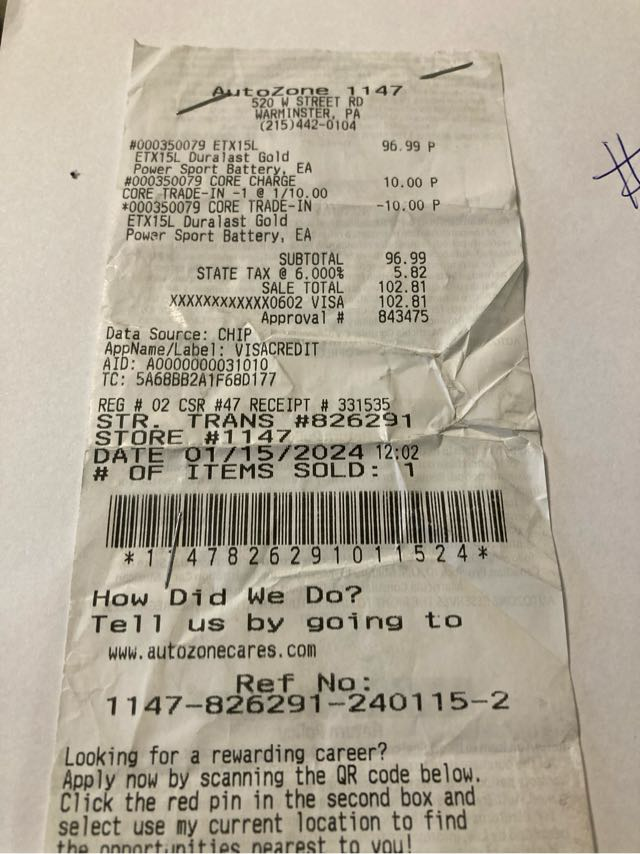 AutoZone 1147
520 W STREET RD
WARMINSTER, PA
(215)442-0104
#000350079 ETX15L 96.99 P
ETX15L Duralast Gold
Power Sport Battery, EA
#000350079 CORE CHARGE 10.00 P
CORE TRADE-IN -1 @ 1/10.00
*000350079 CORE TRADE-IN -10.00 P
ETX15L Duralast Gold
Power Sport Battery, EA
SUBTOTAL 96.99
STATE TAX @ 6.000% 5.82
SALE TOTAL 102.81
XXXXXXXXXXXX0602 VISA 102.81
Approval # 843475
Data Source: CHIP
AppName/Label: VISACREDIT
AID: A0000000031010
TC: 5A68BB2A1F68D177
REG # 02 CSR #47 RECEIPT # 331535
STR. TRANS #826291
STORE #1147
DATE 01/15/2024 12:02
# OF ITEMS SOLD: 1
*1147826291011524*
How Did We Do?
Tell us by going to
www.autozonecares.com
Ref No:
1147-826291-240115-2
Looking for a rewarding career?
Apply now by scanning the QR code below.
Click the red pin in the second box and
select use my current location to find
the opportunities nearest to you!
#